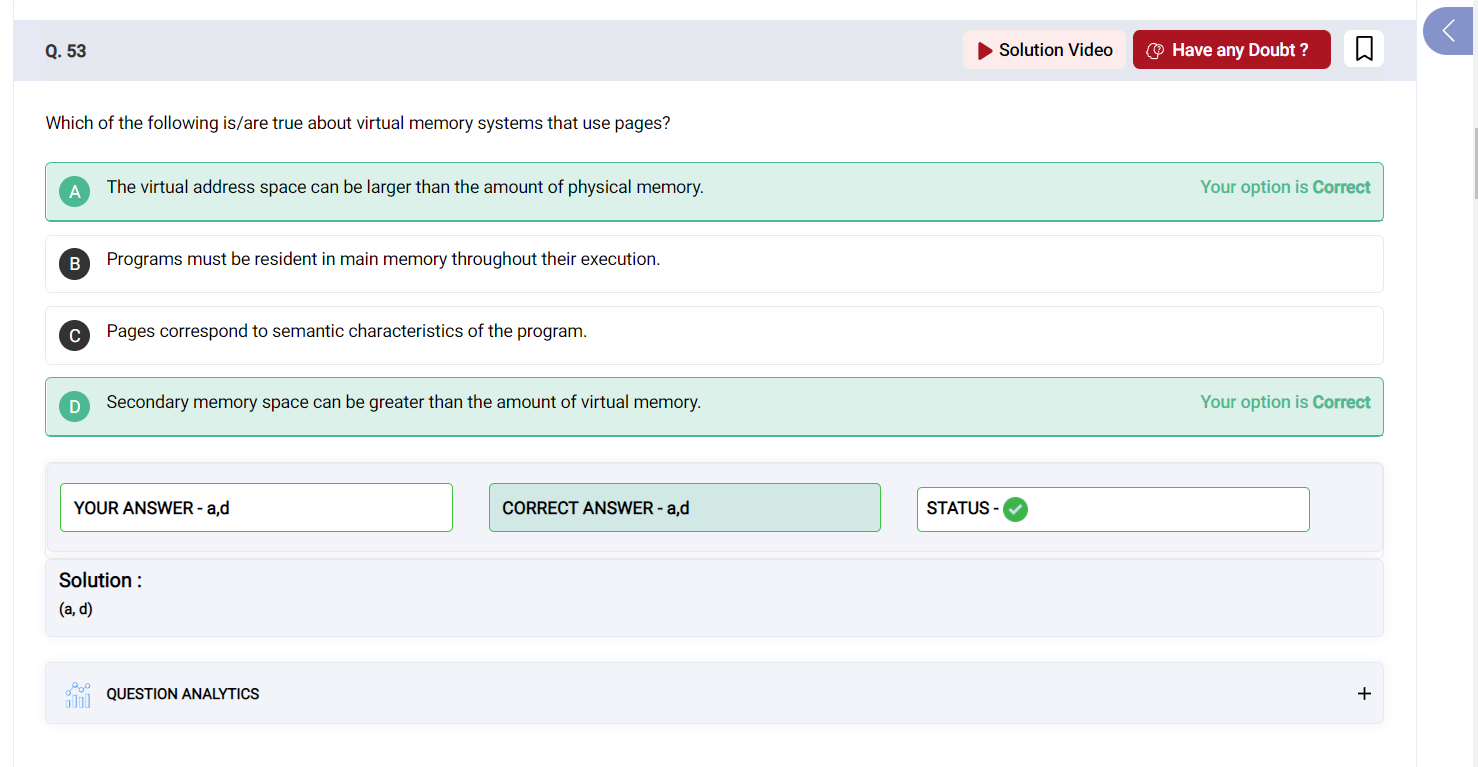 Q. 53
Solution Video
Have any Doubt ?
Which of the following is/are true about virtual memory systems that use pages?
A The virtual address space can be larger than the amount of physical memory. Your option is Correct
B Programs must be resident in main memory throughout their execution.
C Pages correspond to semantic characteristics of the program.
D Secondary memory space can be greater than the amount of virtual memory. Your option is Correct
YOUR ANSWER - a,d
CORRECT ANSWER - a,d
STATUS -
Solution :
(a, d)
QUESTION ANALYTICS
+